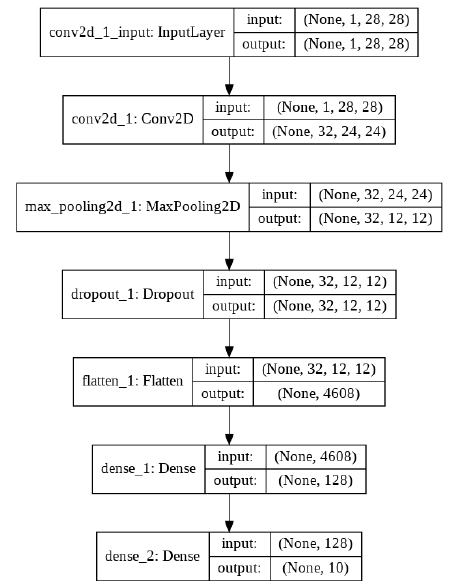 conv2d_1_input: InputLayer
input: (None, 1, 28, 28)
output: (None, 1, 28, 28)
conv2d_1: Conv2D
input: (None, 1, 28, 28)
output: (None, 32, 24, 24)
max_pooling2d_1: MaxPooling2D
input: (None, 32, 24, 24)
output: (None, 32, 12, 12)
dropout_1: Dropout
input: (None, 32, 12, 12)
output: (None, 32, 12, 12)
flatten_1: Flatten
input: (None, 32, 12, 12)
output: (None, 4608)
dense_1: Dense
input: (None, 4608)
output: (None, 128)
dense_2: Dense
input: (None, 128)
output: (None, 10)